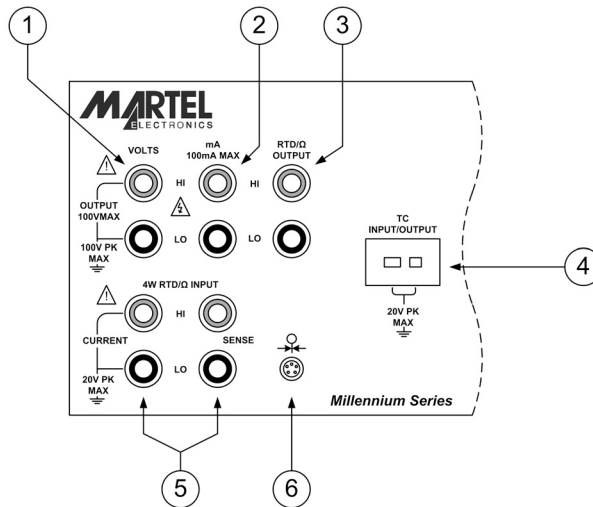 1
2
3
MARTEL
ELECTRONICS
VOLTS
mA
100mA MAX
RTD/Ω
OUTPUT
HI
HI
OUTPUT
100VMAX
LO
LO
100V PK
MAX
TC
INPUT/OUTPUT
4
20V PK
MAX
4W RTD/Ω INPUT
HI
CURRENT
SENSE
LO
20V PK
MAX
Millennium Series
5
6